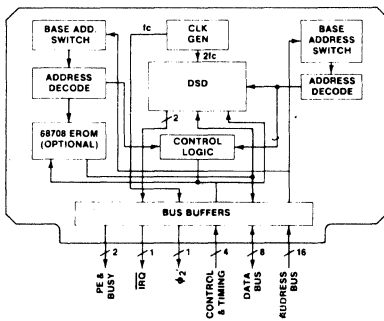 BASE ADD.
SWITCH
fc
CLK
GEN
BASE ADDRESS
SWITCH
2fc
ADDRESS
DECODE
DSD
ADDRESS
DECODE
2
68708 EROM
(OPTIONAL)
CONTROL
LOGIC
BUS BUFFERS
2
1
1
4
8
16
PE &
BUSY
IRQ
ϕ2
CONTROL
& TIMING
DATA
BUS
ADDRESS
BUS